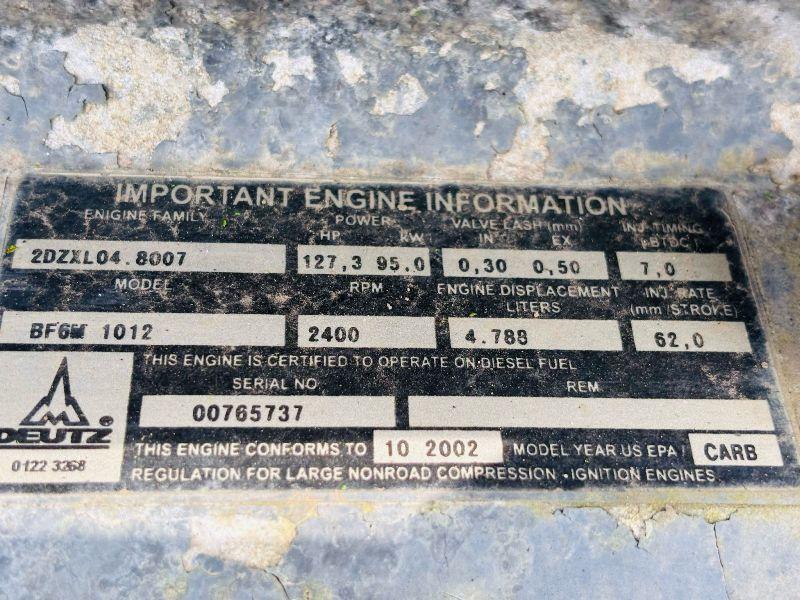 IMPORTANT ENGINE INFORMATION
ENIGINE FAMILY POWER VALVE LASH (mm) INJ TIMING
HP kW IN EX (BTDC)
2DZXL04.8007 127,3 95.0 0,30 0,50 7,0
MODEL RPM ENGINE DISPLACEMENT INJ. RATE
LITERS (mm /STROKE)
BF6M 1012 2400 4.788 62,0
THIS ENGINE IS CERTIFIED TO OPERATE ON DIESEL FUEL
SERIAL NO REM
00765737
DEUTZ ®
THIS ENGINE CONFORMS TO 10 2002 MODEL YEAR US EPA / CARB
0122 3268
REGULATION FOR LARGE NONROAD COMPRESSION - IGNITION ENGINES.